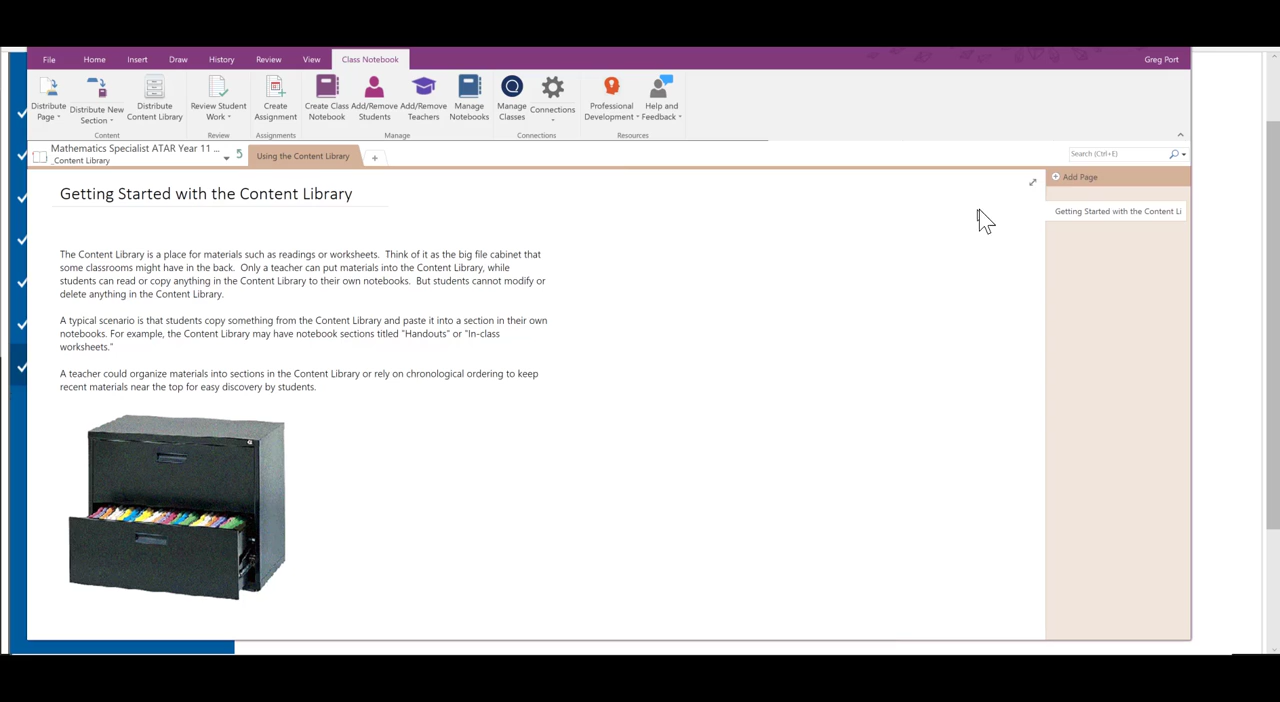 File Home Insert Draw History Review View Class Notebook Greg Port
Distribute Page
Distribute New Section
Distribute Content Library
Review Student Work
Create Assignment
Create Class Notebook
Add/Remove Students
Add/Remove Teachers
Manage Notebooks
Manage Classes
Connections
Professional Development
Help and Feedback
Content Review Assignments Manage Connections Resources
Mathematics Specialist ATAR Year 11 ...
_Content Library
Using the Content Library
Search (Ctrl+E)
Add Page
Getting Started with the Content Li
Getting Started with the Content Library
The Content Library is a place for materials such as readings or worksheets. Think of it as the big file cabinet that
some classrooms might have in the back. Only a teacher can put materials into the Content Library, while
students can read or copy anything in the Content Library to their own notebooks. But students cannot modify or
delete anything in the Content Library.
A typical scenario is that students copy something from the Content Library and paste it into a section in their own
notebooks. For example, the Content Library may have notebook sections titled "Handouts" or "In-class
worksheets."
A teacher could organize materials into sections in the Content Library or rely on chronological ordering to keep
recent materials near the top for easy discovery by students.